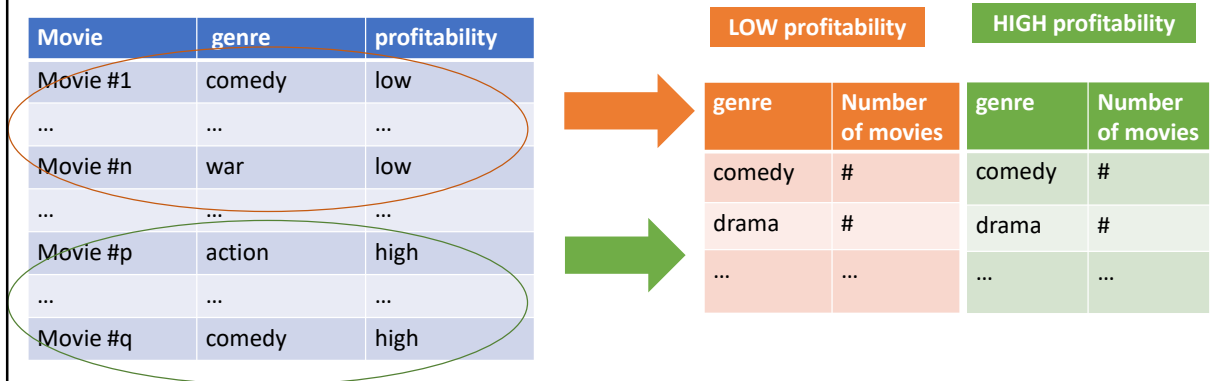 Movie genre profitability
Movie #1 comedy low
... ... ...
Movie #n war low
... ... ...
Movie #p action high
... ... ...
Movie #q comedy high
LOW profitability
HIGH profitability
genre Number of movies
comedy #
drama #
... ...
genre Number of movies
comedy #
drama #
... ...